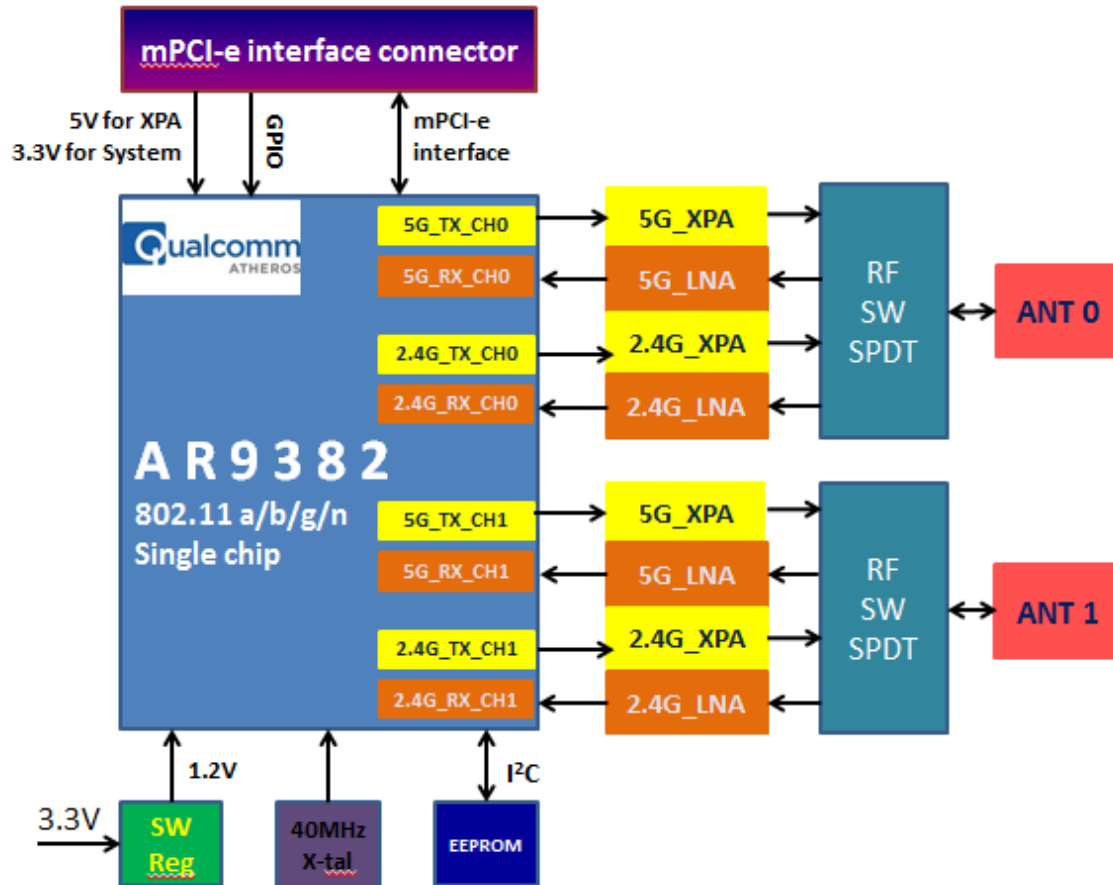 mPCI-e interface connector
5V for XPA
3.3V for System
GPIO
mPCI-e
interface
Qualcomm
ATHEROS
5G_TX_CH0
5G_RX_CH0
2.4G_TX_CH0
2.4G_RX_CH0
5G_XPA
5G_LNA
2.4G_XPA
2.4G_LNA
RF
SW
SPDT
ANT 0
AR9382
802.11 a/b/g/n
Single chip
5G_TX_CH1
5G_RX_CH1
2.4G_TX_CH1
2.4G_RX_CH1
5G_XPA
5G_LNA
2.4G_XPA
2.4G_LNA
RF
SW
SPDT
ANT 1
1.2V
I²C
3.3V
SW
Reg
40MHz
X-tal
EEPROM